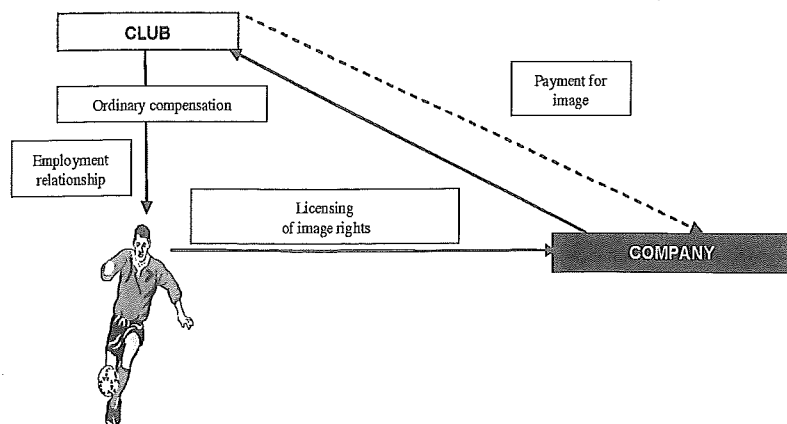 CLUB
Ordinary compensation
Payment for
image
Employment
relationship
Licensing
of image rights
COMPANY